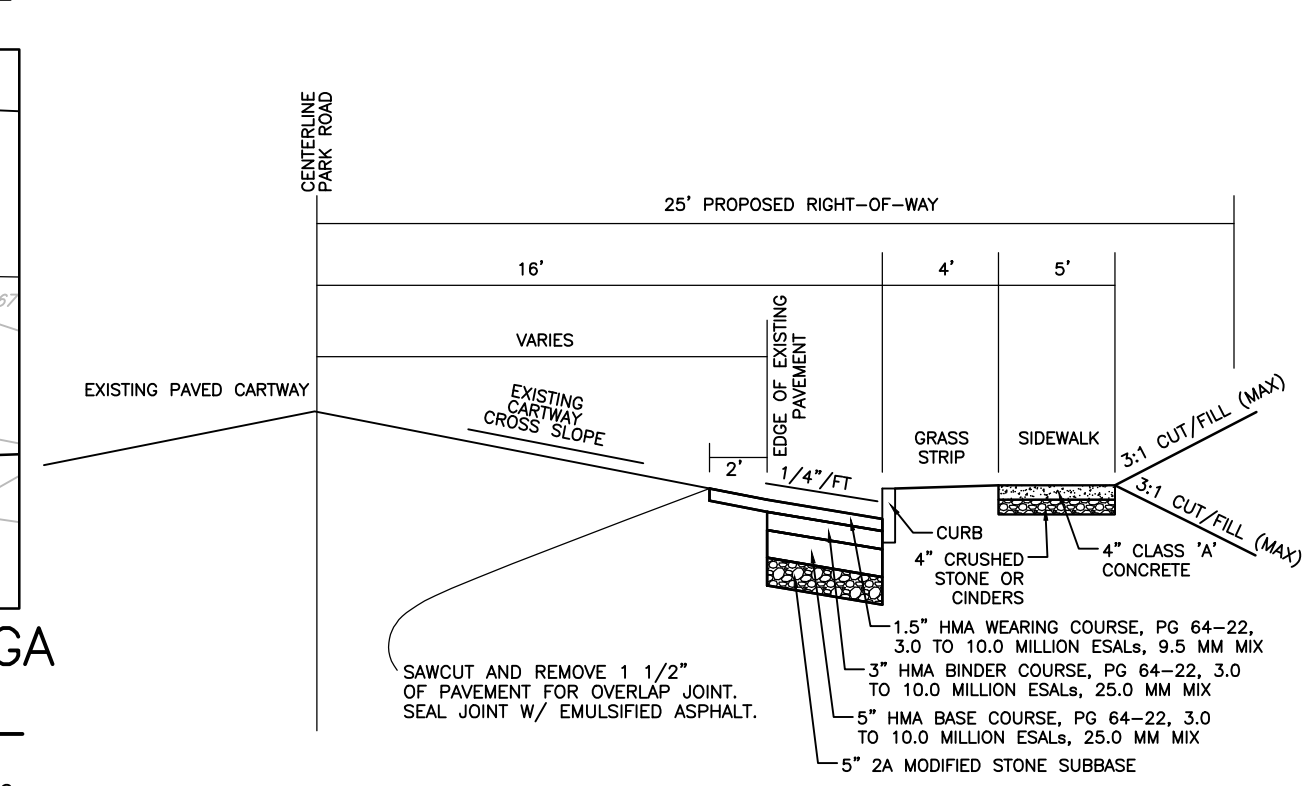 CENTERLINE
PARK ROAD
25' PROPOSED RIGHT-OF-WAY
16'
4'
5'
67
VARIES
EDGE OF EXISTING
PAVEMENT
EXISTING PAVED CARTWAY
EXISTING
CARTWAY
CROSS SLOPE
2'
1/4"/FT
GRASS
STRIP
SIDEWALK
3:1 CUT/FILL (MAX)
3:1 CUT/FILL (MAX)
CURB
4" CRUSHED
STONE OR
CINDERS
4" CLASS 'A'
CONCRETE
GA
SAWCUT AND REMOVE 1 1/2"
OF PAVEMENT FOR OVERLAP JOINT.
SEAL JOINT W/ EMULSIFIED ASPHALT.
1.5" HMA WEARING COURSE, PG 64-22,
3.0 TO 10.0 MILLION ESALs, 9.5 MM MIX
3" HMA BINDER COURSE, PG 64-22, 3.0
TO 10.0 MILLION ESALs, 25.0 MM MIX
5" HMA BASE COURSE, PG 64-22, 3.0
TO 10.0 MILLION ESALs, 25.0 MM MIX
5" 2A MODIFIED STONE SUBBASE